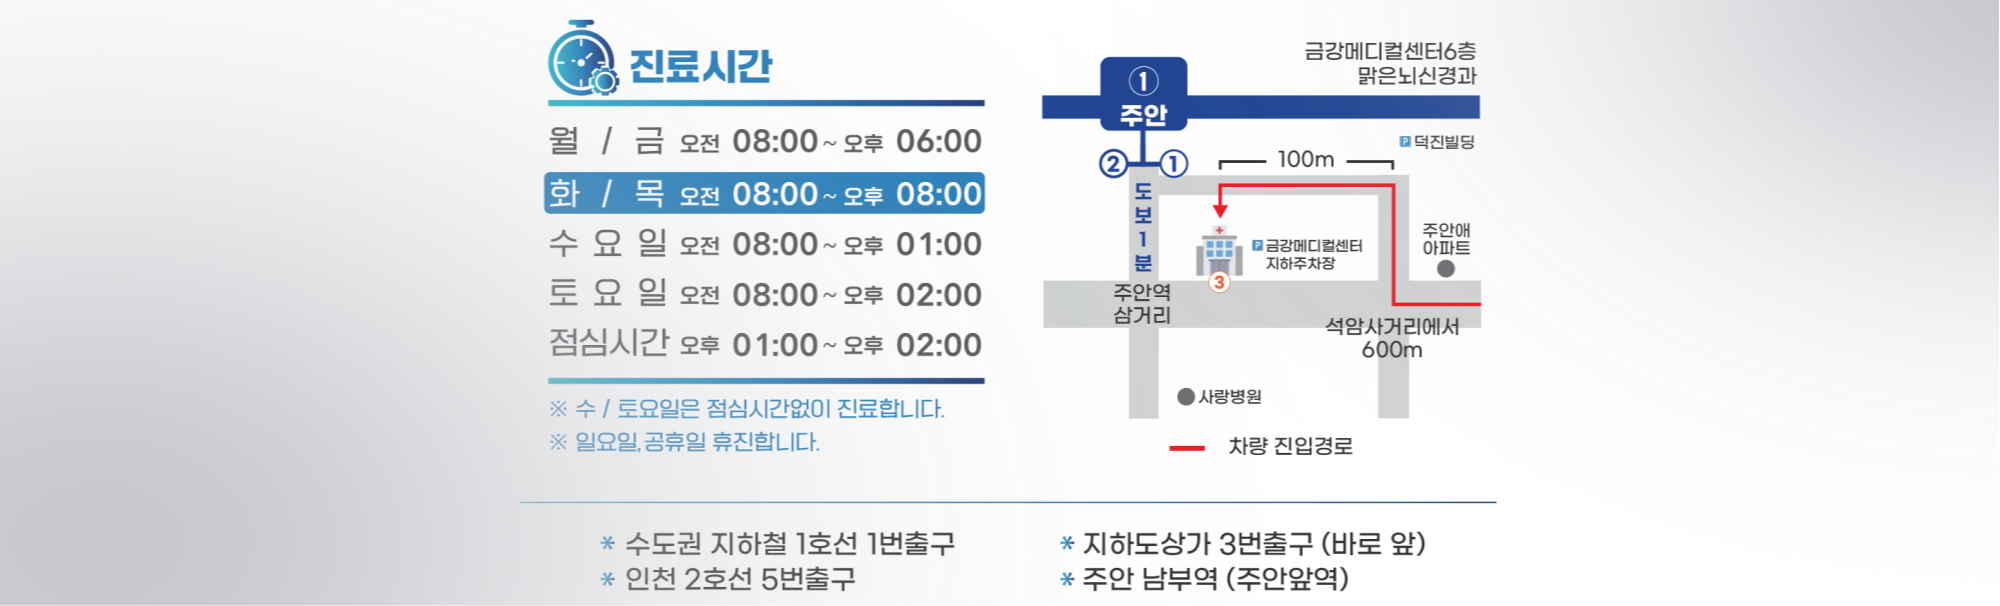 진료시간
월 / 금 오전 08:00 ~ 오후 06:00
화 / 목 오전 08:00 ~ 오후 08:00
수 요 일 오전 08:00 ~ 오후 01:00
토 요 일 오전 08:00 ~ 오후 02:00
점심시간 오후 01:00 ~ 오후 02:00
※ 수 / 토요일은 점심시간없이 진료합니다.
※ 일요일,공휴일 휴진합니다.
금강메디컬센터6층
맑은뇌신경과
①
주안
P 덕진빌딩
② ①
100m
도보1분
P 금강메디컬센터
지하주차장
3
주안애
아파트
주안역
삼거리
석암사거리에서
600m
사랑병원
차량 진입경로
* 수도권 지하철 1호선 1번출구
* 인천 2호선 5번출구
* 지하도상가 3번출구 (바로 앞)
* 주안 남부역 (주안앞역)